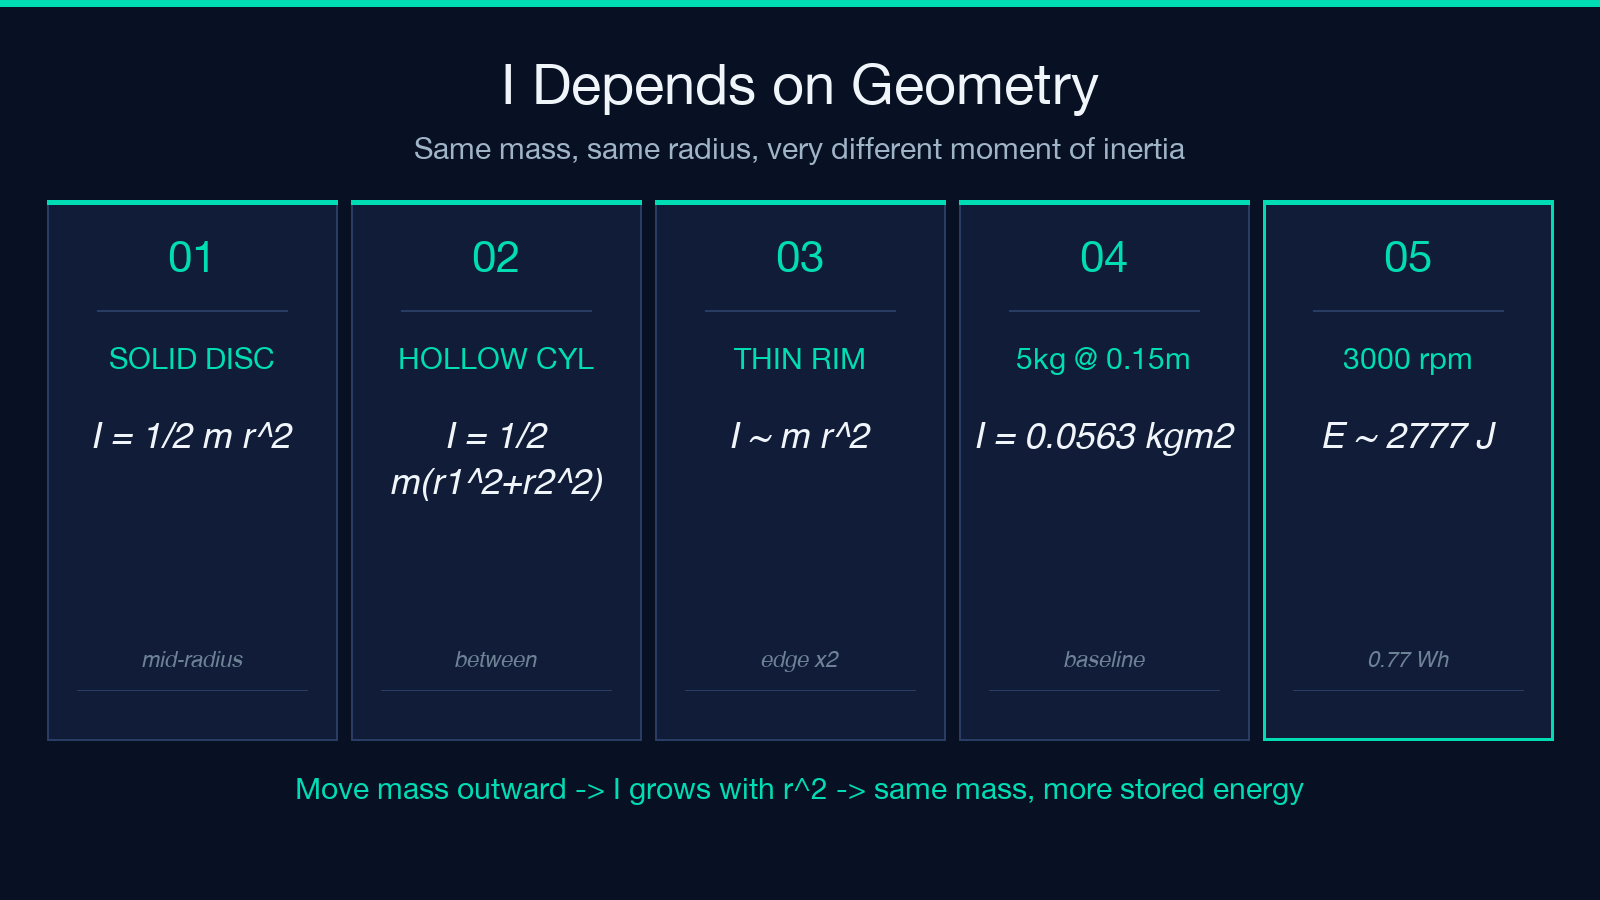 I Depends on Geometry
Same mass, same radius, very different moment of inertia
01
SOLID DISC
I = 1/2 m r^2
mid-radius
02
HOLLOW CYL
I = 1/2
m(r1^2+r2^2)
between
03
THIN RIM
I ~ m r^2
edge x2
04
5kg @ 0.15m
I = 0.0563 kgm2
baseline
05
3000 rpm
E ~ 2777 J
0.77 Wh
Move mass outward -> I grows with r^2 -> same mass, more stored energy